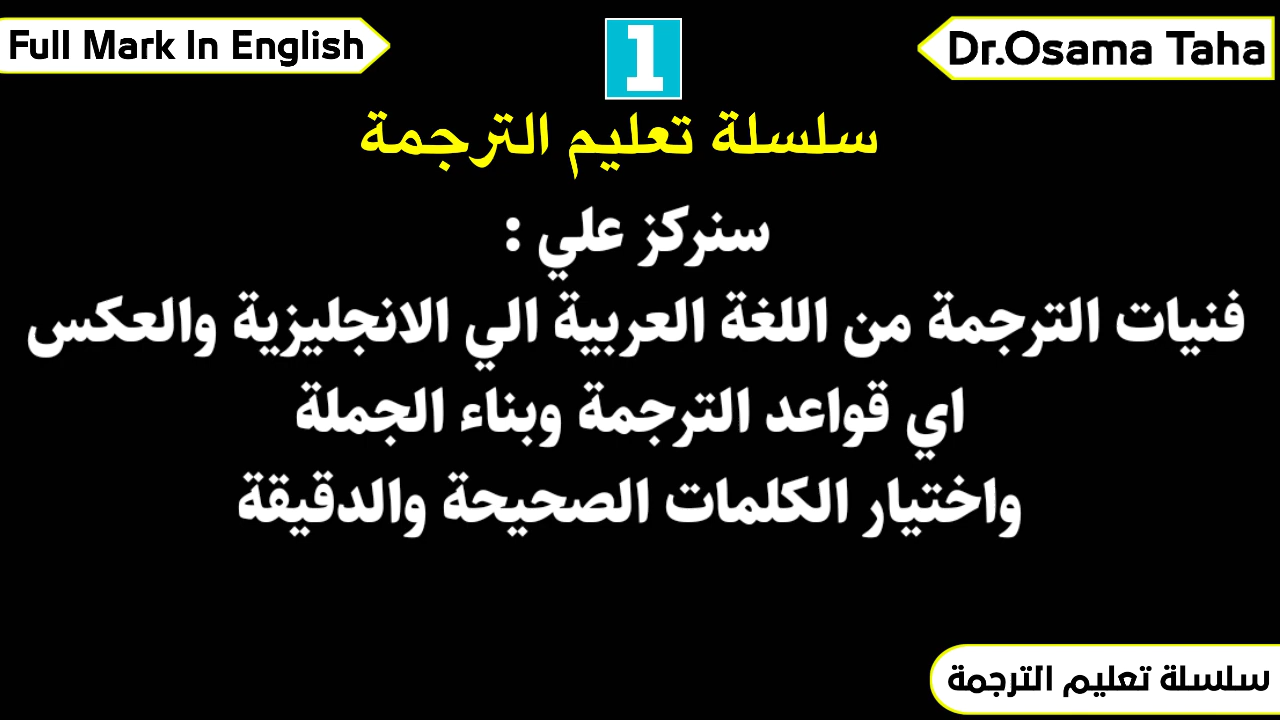 Full Mark In English
1
Dr.Osama Taha
سلسلة تعليم الترجمة
سنركز علي :
فنيات الترجمة من اللغة العربية الي الانجليزية والعكس
اي قواعد الترجمة وبناء الجملة
واختيار الكلمات الصحيحة والدقيقة
سلسلة تعليم الترجمة